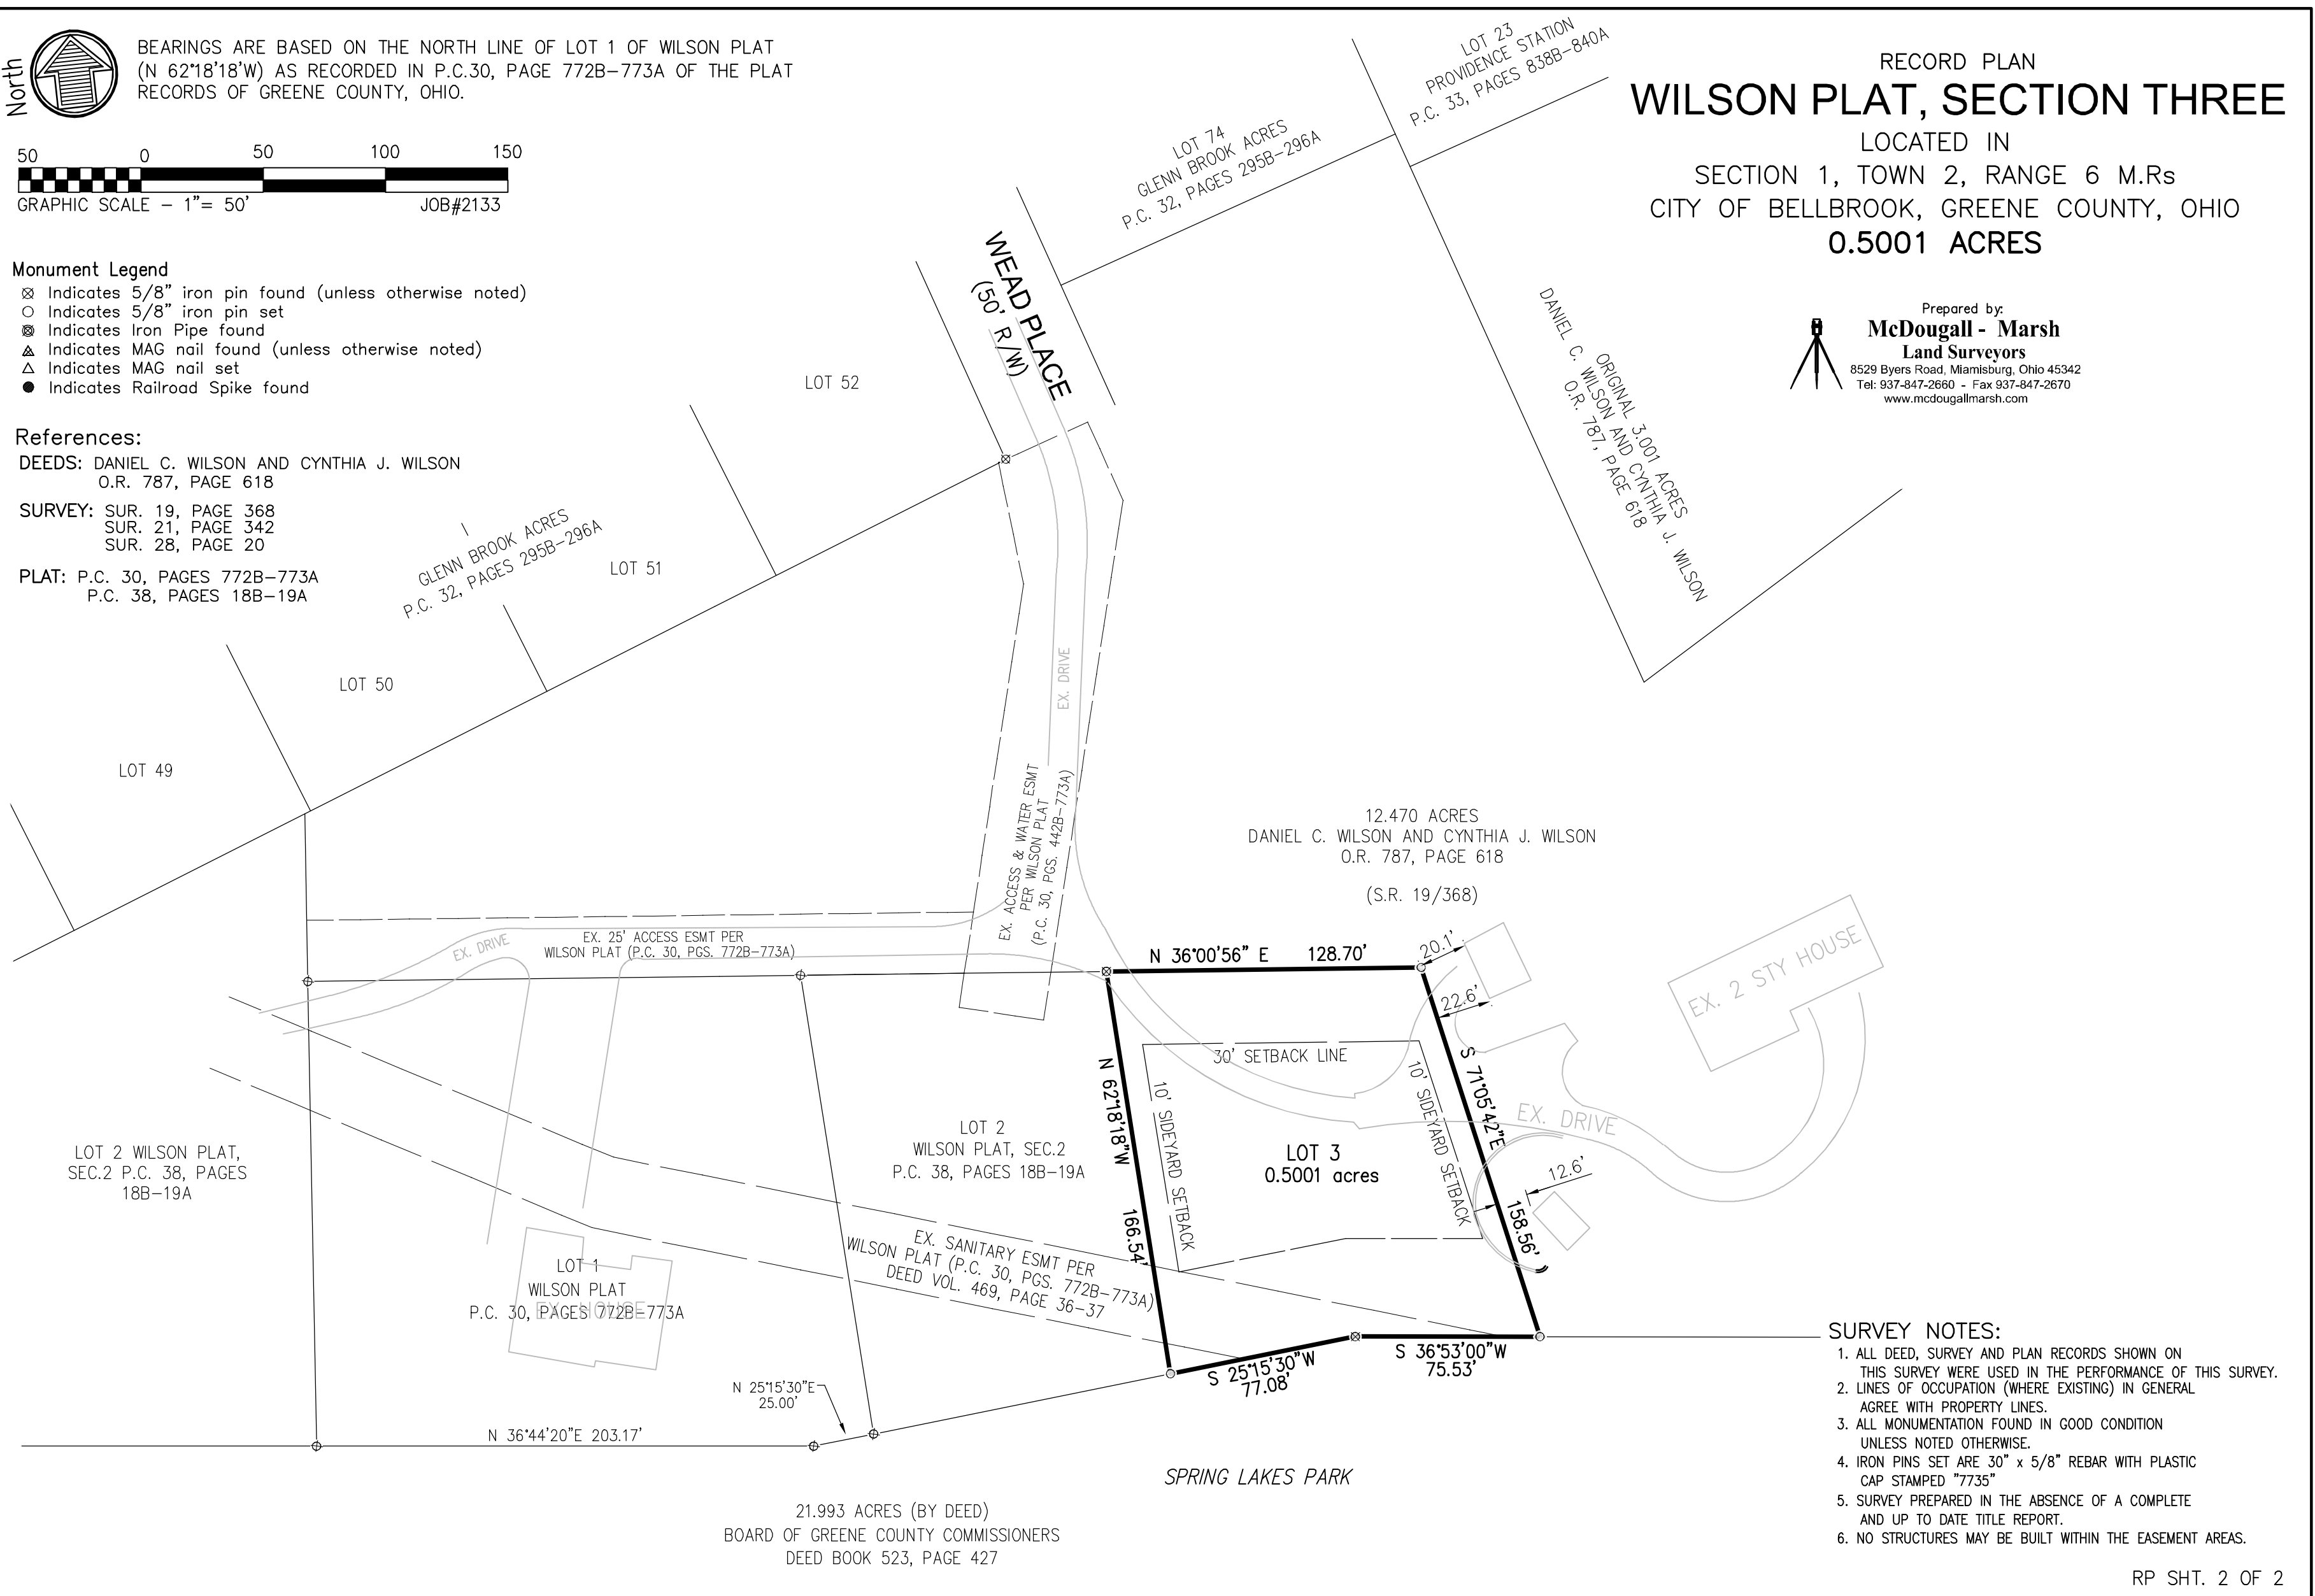 North
BEARINGS ARE BASED ON THE NORTH LINE OF LOT 1 OF WILSON PLAT
(N 62°18'18'W) AS RECORDED IN P.C.30, PAGE 772B-773A OF THE PLAT
RECORDS OF GREENE COUNTY, OHIO.
50 0 50 100 150
GRAPHIC SCALE - 1"= 50' JOB#2133
Monument Legend
Indicates 5/8" iron pin found (unless otherwise noted)
Indicates 5/8" iron pin set
Indicates Iron Pipe found
Indicates MAG nail found (unless otherwise noted)
Indicates MAG nail set
Indicates Railroad Spike found
References:
DEEDS: DANIEL C. WILSON AND CYNTHIA J. WILSON
O.R. 787, PAGE 618
SURVEY: SUR. 19, PAGE 368
SUR. 21, PAGE 342
SUR. 28, PAGE 20
PLAT: P.C. 30, PAGES 772B-773A
P.C. 38, PAGES 18B-19A
RECORD PLAN
WILSON PLAT, SECTION THREE
LOCATED IN
SECTION 1, TOWN 2, RANGE 6 M.Rs
CITY OF BELLBROOK, GREENE COUNTY, OHIO
0.5001 ACRES
Prepared by:
McDougall - Marsh
Land Surveyors
8529 Byers Road, Miamisburg, Ohio 45342
Tel: 937-847-2660 - Fax 937-847-2670
www.mcdougallmarsh.com
LOT 23
PROVIDENCE STATION
P.C. 33, PAGES 838B-840A
LOT 74
GLENN BROOK ACRES
P.C. 32, PAGES 295B-296A
WEAD PLACE
(50' R/W)
ORIGINAL 3.001 ACRES
DANIEL C. WILSON AND CYNTHIA J. WILSON
O.R. 787, PAGE 618
LOT 52
LOT 51
GLENN BROOK ACRES
P.C. 32, PAGES 295B-296A
LOT 50
LOT 49
EX. DRIVE
EX. ACCESS & WATER ESMT
PER WILSON PLAT
(P.C. 30, PGS. 442B-773A)
12.470 ACRES
DANIEL C. WILSON AND CYNTHIA J. WILSON
O.R. 787, PAGE 618
(S.R. 19/368)
EX. DRIVE
EX. 25' ACCESS ESMT PER
WILSON PLAT (P.C. 30, PGS. 772B-773A)
N 36°00'56" E 128.70'
20.1'
22.6'
EX. 2 STY HOUSE
30' SETBACK LINE
N 62°18'18"W
166.54'
10' SIDEYARD SETBACK
10' SIDEYARD SETBACK
S 71°05'42"E
158.56'
EX. DRIVE
12.6'
LOT 3
0.5001 acres
LOT 2
WILSON PLAT, SEC.2
P.C. 38, PAGES 18B-19A
LOT 2 WILSON PLAT,
SEC.2 P.C. 38, PAGES
18B-19A
EX. SANITARY ESMT PER
WILSON PLAT (P.C. 30, PGS. 772B-773A)
DEED VOL. 469, PAGE 36-37
LOT 1
WILSON PLAT
P.C. 30, PAGES 772B-773A
EX. HOUSE
S 25°15'30"W
77.08'
S 36°53'00"W
75.53'
N 25°15'30"E
25.00'
N 36°44'20"E 203.17'
SPRING LAKES PARK
21.993 ACRES (BY DEED)
BOARD OF GREENE COUNTY COMMISSIONERS
DEED BOOK 523, PAGE 427
SURVEY NOTES:
1. ALL DEED, SURVEY AND PLAN RECORDS SHOWN ON
THIS SURVEY WERE USED IN THE PERFORMANCE OF THIS SURVEY.
2. LINES OF OCCUPATION (WHERE EXISTING) IN GENERAL
AGREE WITH PROPERTY LINES.
3. ALL MONUMENTATION FOUND IN GOOD CONDITION
UNLESS NOTED OTHERWISE.
4. IRON PINS SET ARE 30" x 5/8" REBAR WITH PLASTIC
CAP STAMPED "7735"
5. SURVEY PREPARED IN THE ABSENCE OF A COMPLETE
AND UP TO DATE TITLE REPORT.
6. NO STRUCTURES MAY BE BUILT WITHIN THE EASEMENT AREAS.
RP SHT. 2 OF 2